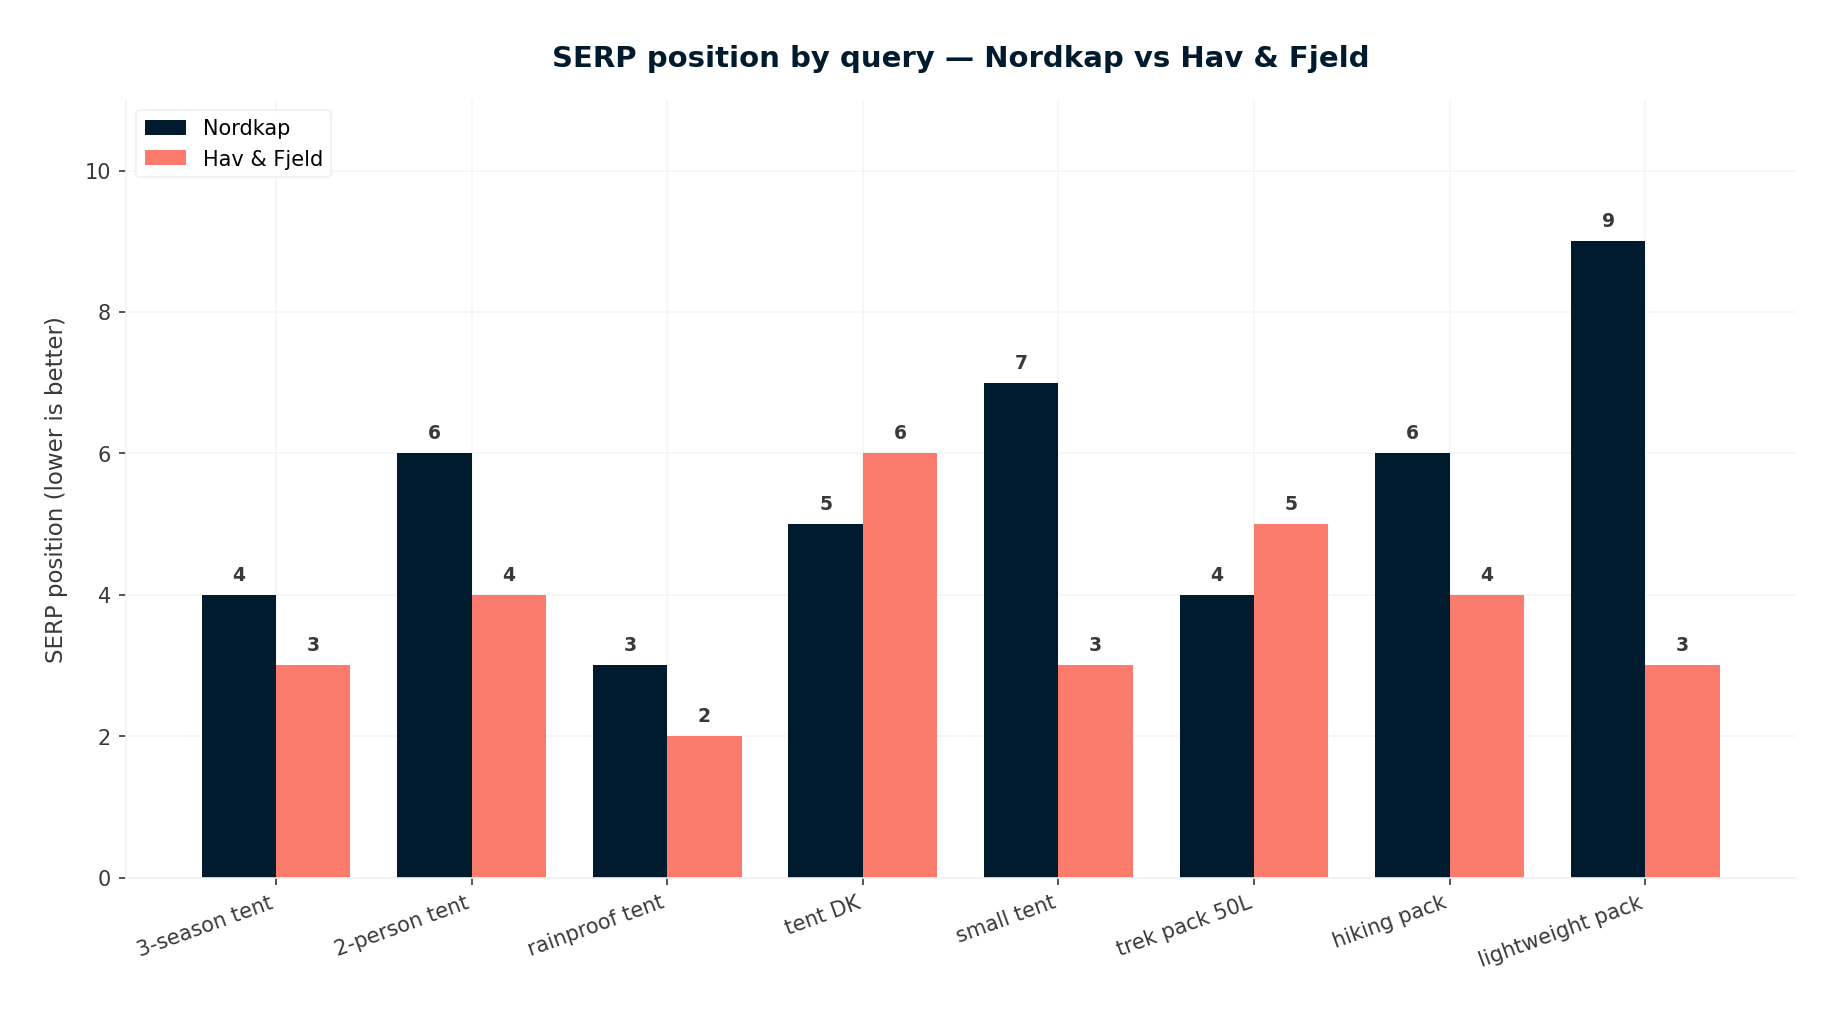 SERP position by query — Nordkap vs Hav & Fjeld
Nordkap
Hav & Fjeld
SERP position (lower is better)
10
8
6
4
2
0
4
3
6
4
3
2
5
6
7
3
4
5
6
4
9
3
3-season tent
2-person tent
rainproof tent
tent DK
small tent
trek pack 50L
hiking pack
lightweight pack